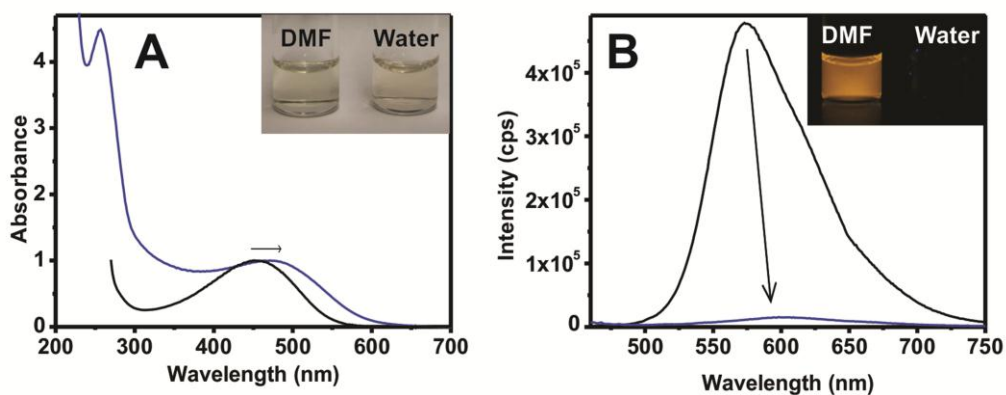 A
DMF Water
Absorbance
4
3
2
1
0
200 300 400 500 600 700
Wavelength (nm)
B
DMF Water
Intensity (cps)
4x10⁵
3x10⁵
2x10⁵
1x10⁵
0
500 550 600 650 700 750
Wavelength (nm)